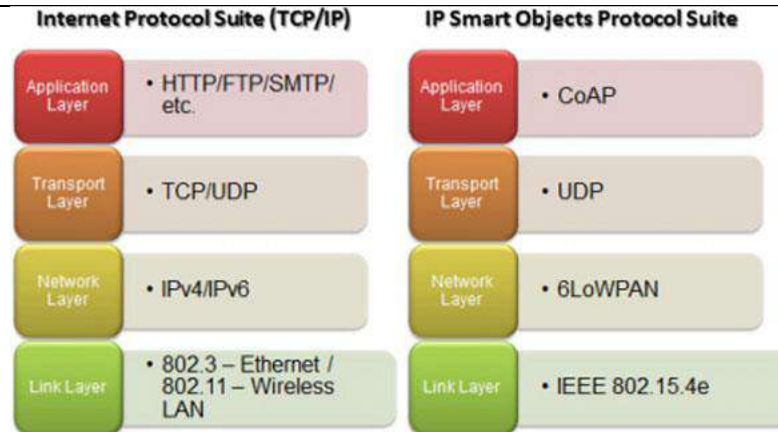 Internet Protocol Suite (TCP/IP)
Application
Layer
• HTTP/FTP/SMTP/
etc.
Transport
Layer
• TCP/UDP
Network
Layer
• IPv4/IPv6
Link Layer
• 802.3 – Ethernet /
802.11 – Wireless
LAN
IP Smart Objects Protocol Suite
Application
Layer
• CoAP
Transport
Layer
• UDP
Network
Layer
• 6LoWPAN
Link Layer
• IEEE 802.15.4e